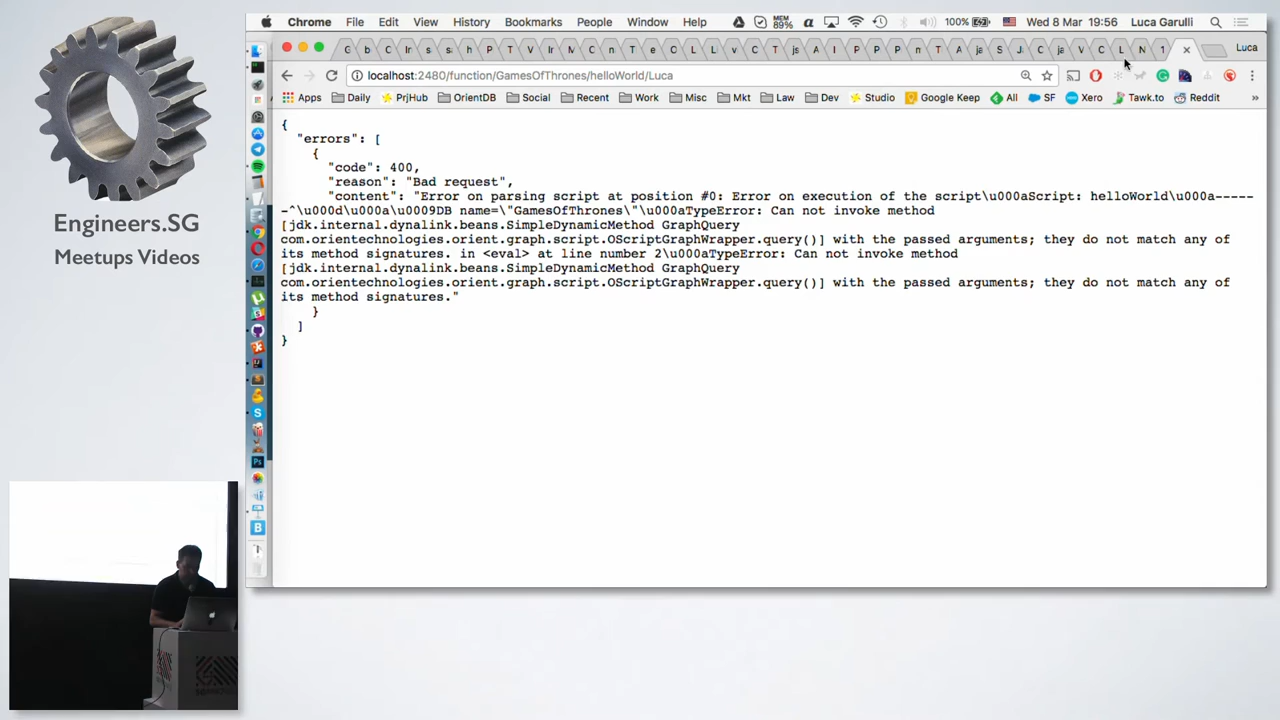 Chrome File Edit View History Bookmarks People Window Help MEM 89% 100% Wed 8 Mar 19:56 Luca Garulli
Luca
localhost:2480/function/GamesOfThrones/helloWorld/Luca
Apps Daily PrjHub OrientDB Social Recent Work Misc Mkt Law Dev Studio Google Keep All SF Xero Tawk.to Reddit »
{
"errors": [
{
"code": 400,
"reason": "Bad request",
"content": "Error on parsing script at position #0: Error on execution of the script\u000aScript: helloWorld\u000a-----
-^\u000d\u000a\u0009DB name=\"GamesOfThrones\"\u000aTypeError: Can not invoke method
[jdk.internal.dynalink.beans.SimpleDynamicMethod GraphQuery
com.orientechnologies.orient.graph.script.OScriptGraphWrapper.query()] with the passed arguments; they do not match any of
its method signatures. in <eval> at line number 2\u000aTypeError: Can not invoke method
[jdk.internal.dynalink.beans.SimpleDynamicMethod GraphQuery
com.orientechnologies.orient.graph.script.OScriptGraphWrapper.query()] with the passed arguments; they do not match any of
its method signatures."
}
]
}
Engineers.SG
Meetups Videos